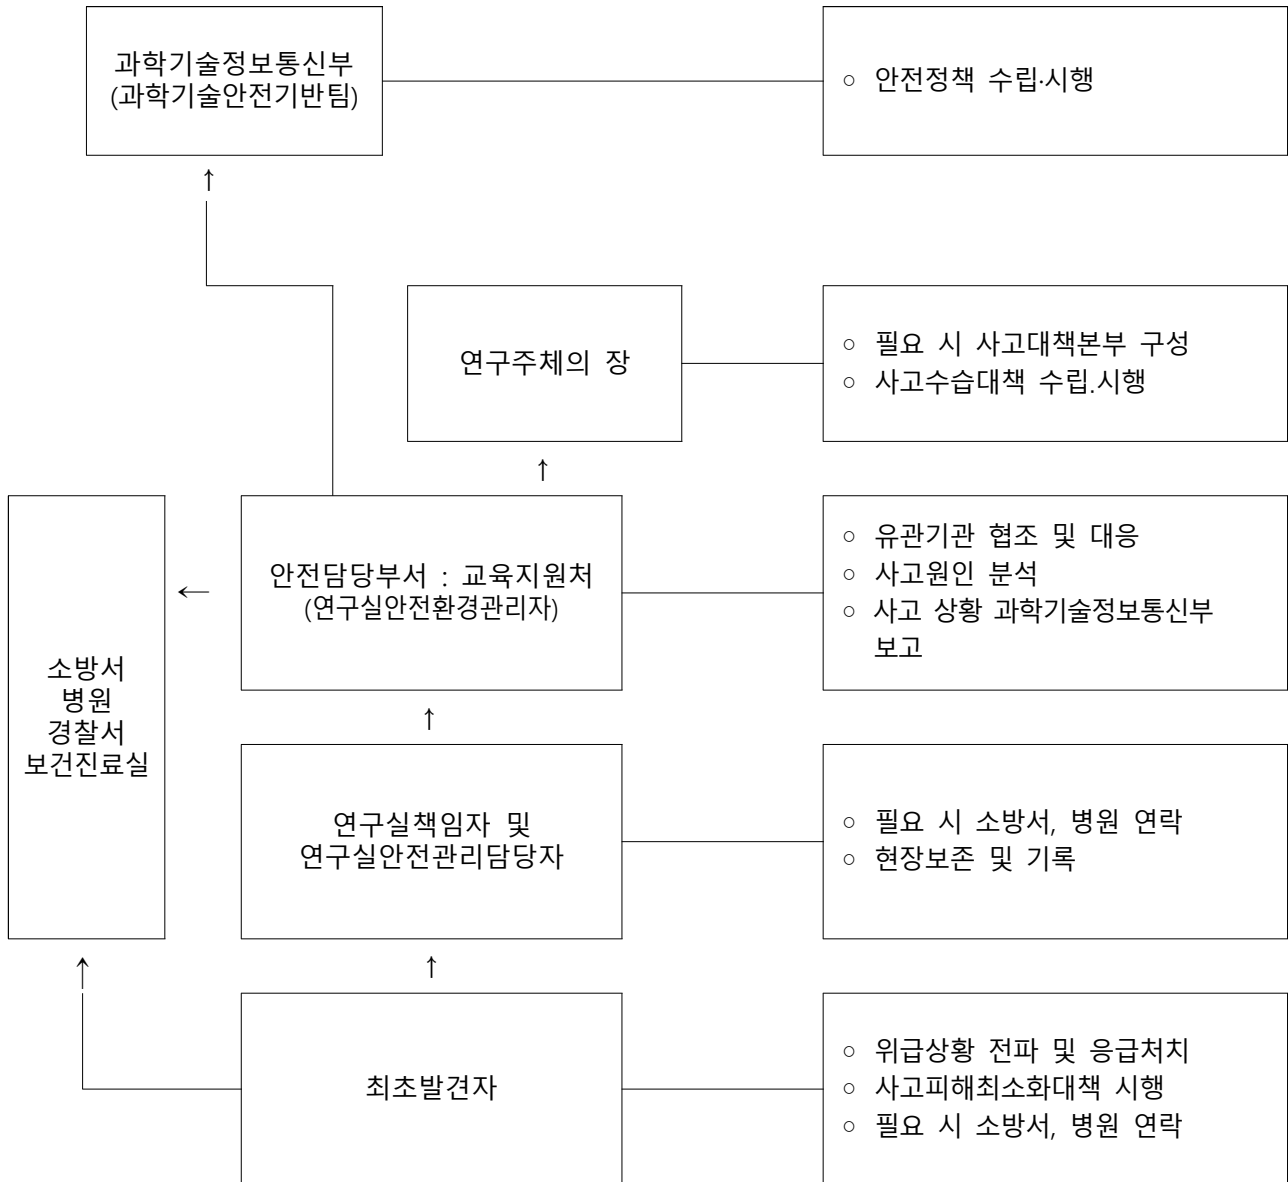 과학기술정보통신부
(과학기술안전기반팀)
○ 안전정책 수립·시행
↑
연구주체의 장
○ 필요 시 사고대책본부 구성
○ 사고수습대책 수립.시행
↑
안전담당부서 : 교육지원처
(연구실안전환경관리자)
←
○ 유관기관 협조 및 대응
○ 사고원인 분석
○ 사고 상황 과학기술정보통신부
보고
소방서
병원
경찰서
보건진료실
↑
연구실책임자 및
연구실안전관리담당자
○ 필요 시 소방서, 병원 연락
○ 현장보존 및 기록
↑
↑
최초발견자
○ 위급상황 전파 및 응급처치
○ 사고피해최소화대책 시행
○ 필요 시 소방서, 병원 연락